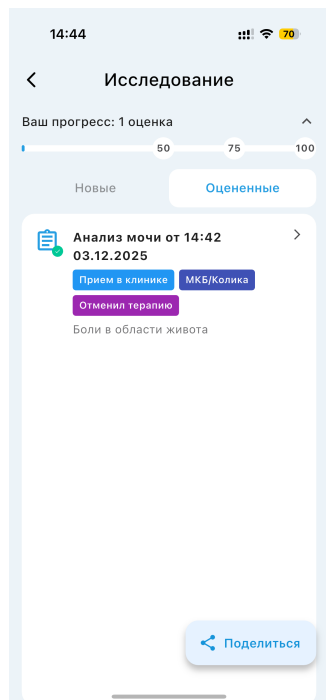 14:44
70
Исследование
Ваш прогресс: 1 оценка
50 75 100
Новые Оцененные
Анализ мочи от 14:42
03.12.2025
Прием в клинике МКБ/Колика
Отменил терапию
Боли в области живота
Поделиться